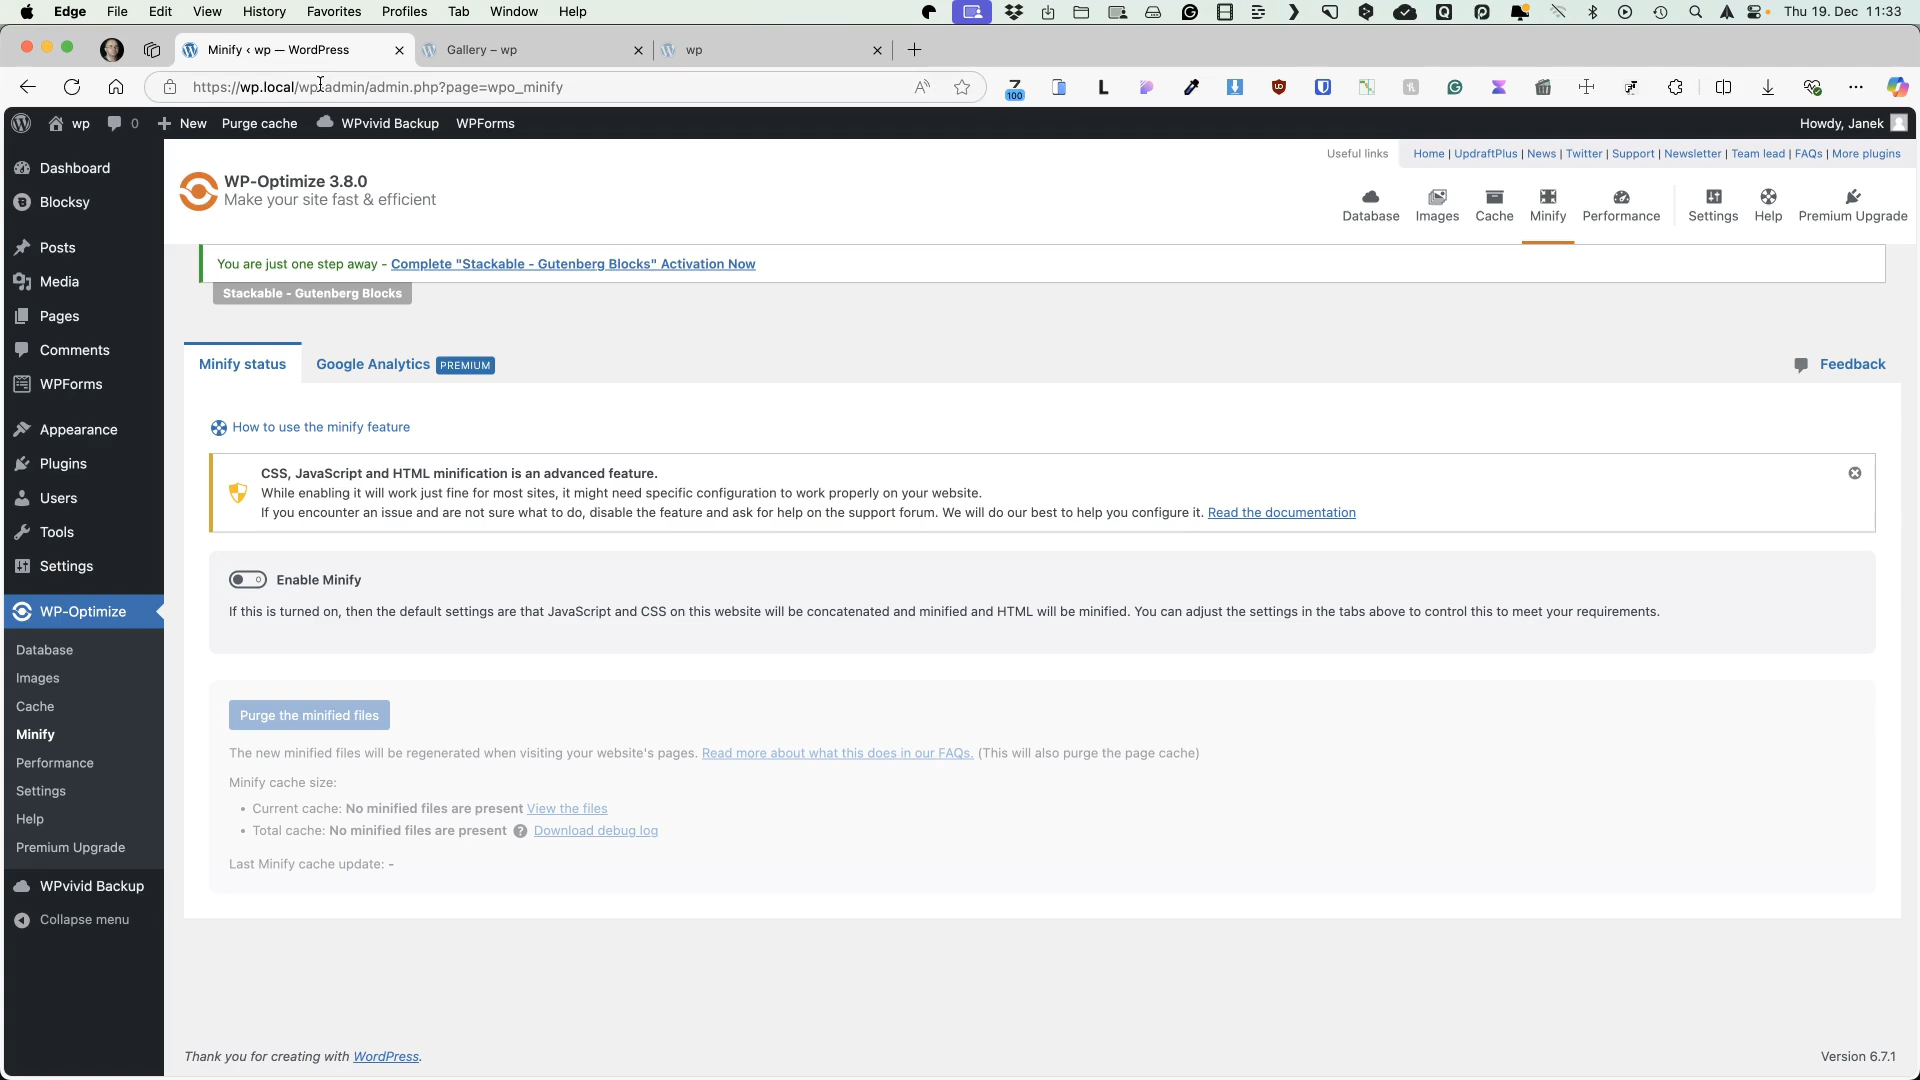 Edge File Edit View History Favorites Profiles Tab Window Help
Thu 19. Dec 11:33
Minify ‹ wp — WordPress
Gallery – wp
wp
https://wp.local/wp-admin/admin.php?page=wpo_minify
100
wp 0 New Purge cache WPvivid Backup WPForms
Howdy, Janek
Dashboard
Blocksy
Posts
Media
Pages
Comments
WPForms
Appearance
Plugins
Users
Tools
Settings
WP-Optimize
Database
Images
Cache
Minify
Performance
Settings
Help
Premium Upgrade
WPvivid Backup
Collapse menu
Useful links Home | UpdraftPlus | News | Twitter | Support | Newsletter | Team lead | FAQs | More plugins
WP-Optimize 3.8.0
Make your site fast & efficient
Database Images Cache Minify Performance Settings Help Premium Upgrade
You are just one step away - Complete "Stackable - Gutenberg Blocks" Activation Now
Stackable - Gutenberg Blocks
Minify status
Google Analytics PREMIUM
Feedback
How to use the minify feature
CSS, JavaScript and HTML minification is an advanced feature.
While enabling it will work just fine for most sites, it might need specific configuration to work properly on your website.
If you encounter an issue and are not sure what to do, disable the feature and ask for help on the support forum. We will do our best to help you configure it. Read the documentation
Enable Minify
If this is turned on, then the default settings are that JavaScript and CSS on this website will be concatenated and minified and HTML will be minified. You can adjust the settings in the tabs above to control this to meet your requirements.
Purge the minified files
The new minified files will be regenerated when visiting your website's pages. Read more about what this does in our FAQs. (This will also purge the page cache)
Minify cache size:
• Current cache: No minified files are present View the files
• Total cache: No minified files are present ? Download debug log
Last Minify cache update: -
Thank you for creating with WordPress.
Version 6.7.1